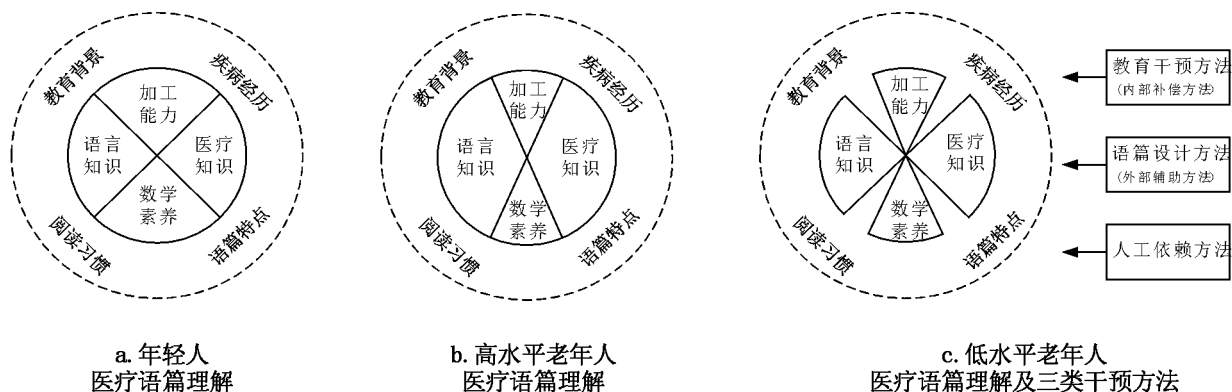 教育背景
疾病经历
加工
能力
语言
知识
医疗
知识
数学
素养
阅读习惯
语篇特点
a. 年轻人
医疗语篇理解
教育背景
疾病经历
加工
能力
语言
知识
医疗
知识
数学
素养
阅读习惯
语篇特点
b. 高水平老年人
医疗语篇理解
教育背景
疾病经历
加工
能力
语言
知识
医疗
知识
数学
素养
阅读习惯
语篇特点
教育干预方法
(内部补偿方法)
语篇设计方法
(外部辅助方法)
人工依赖方法
c. 低水平老年人
医疗语篇理解及三类干预方法